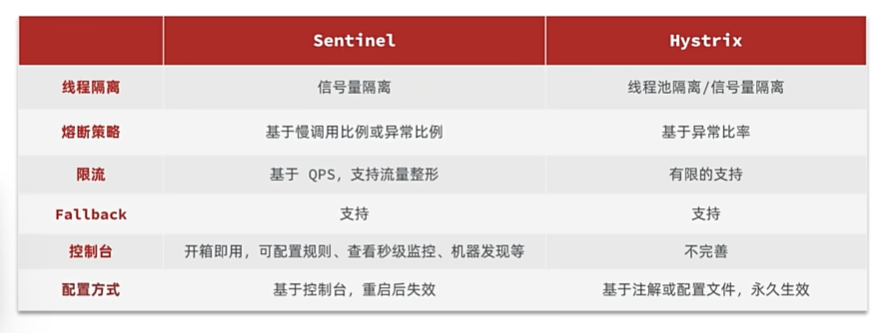 Sentinel Hystrix
线程隔离 信号量隔离 线程池隔离/信号量隔离
熔断策略 基于慢调用比例或异常比例 基于异常比率
限流 基于 QPS，支持流量整形 有限的支持
Fallback 支持 支持
控制台 开箱即用，可配置规则、查看秒级监控、机器发现等 不完善
配置方式 基于控制台，重启后失效 基于注解或配置文件，永久生效